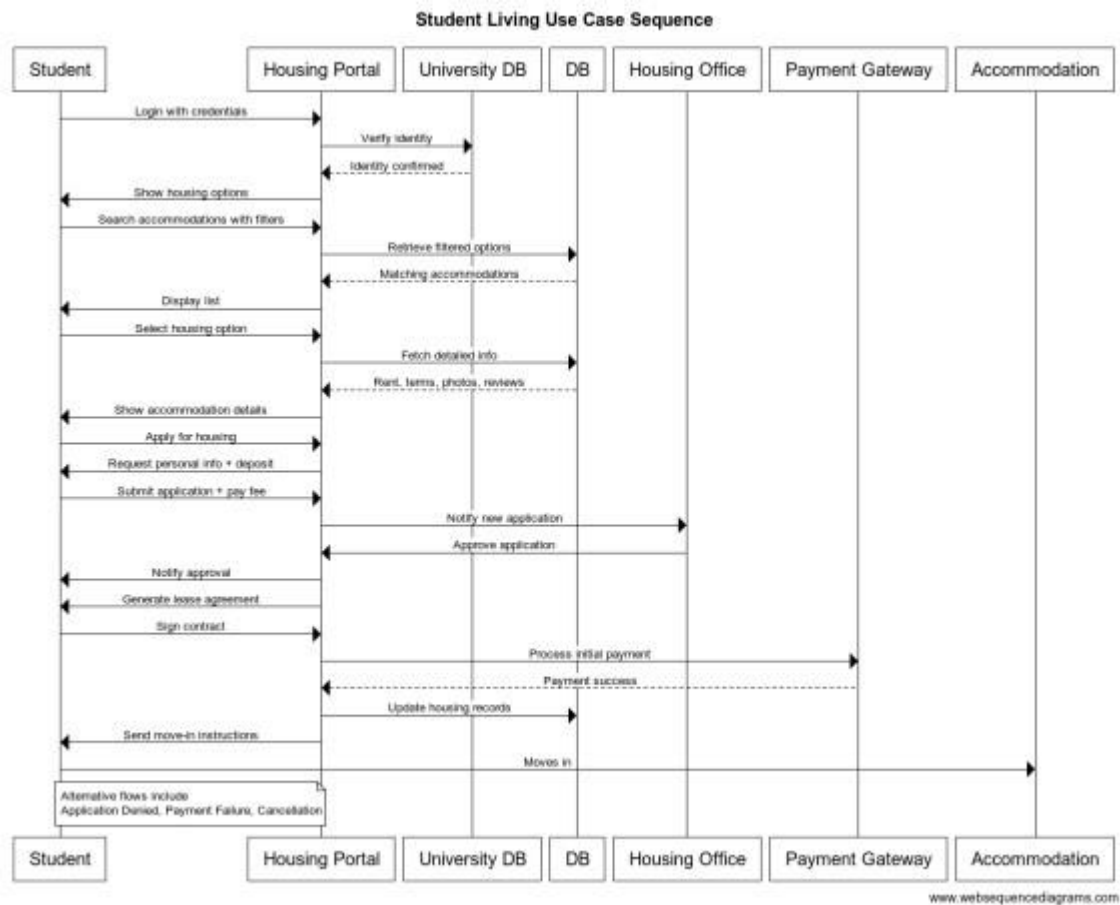 Student Living Use Case Sequence
Student Housing Portal University DB DB Housing Office Payment Gateway Accommodation
Login with credentials
Verify identity
Identity confirmed
Show housing options
Search accommodations with filters
Retrieve filtered options
Matching accommodations
Display list
Select housing option
Fetch detailed info
Rent, terms, photos, reviews
Show accommodation details
Apply for housing
Request personal info + deposit
Submit application + pay fee
Notify new application
Approve application
Notify approval
Generate lease agreement
Sign contract
Process initial payment
Payment success
Update housing records
Send move-in instructions
Moves in
Alternative flows include
Application Denied, Payment Failure, Cancellation
Student Housing Portal University DB DB Housing Office Payment Gateway Accommodation
www.websequencediagrams.com